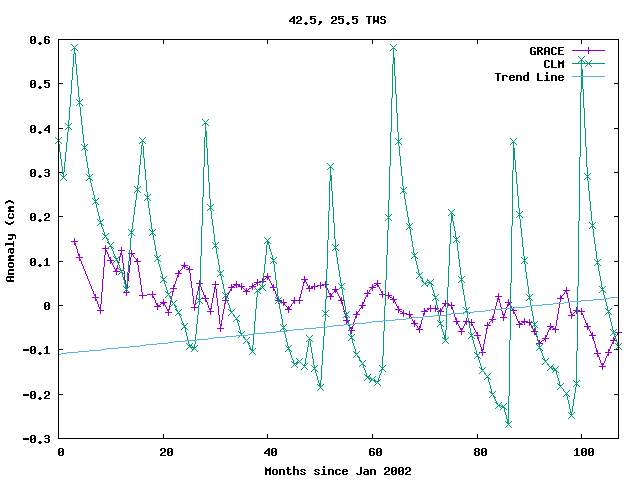 42.5, 25.5 TWS
GRACE
CLM
Trend Line
0.6
0.5
0.4
0.3
0.2
0.1
0
-0.1
-0.2
-0.3
Anomaly (cm)
0 20 40 60 80 100
Months since Jan 2002